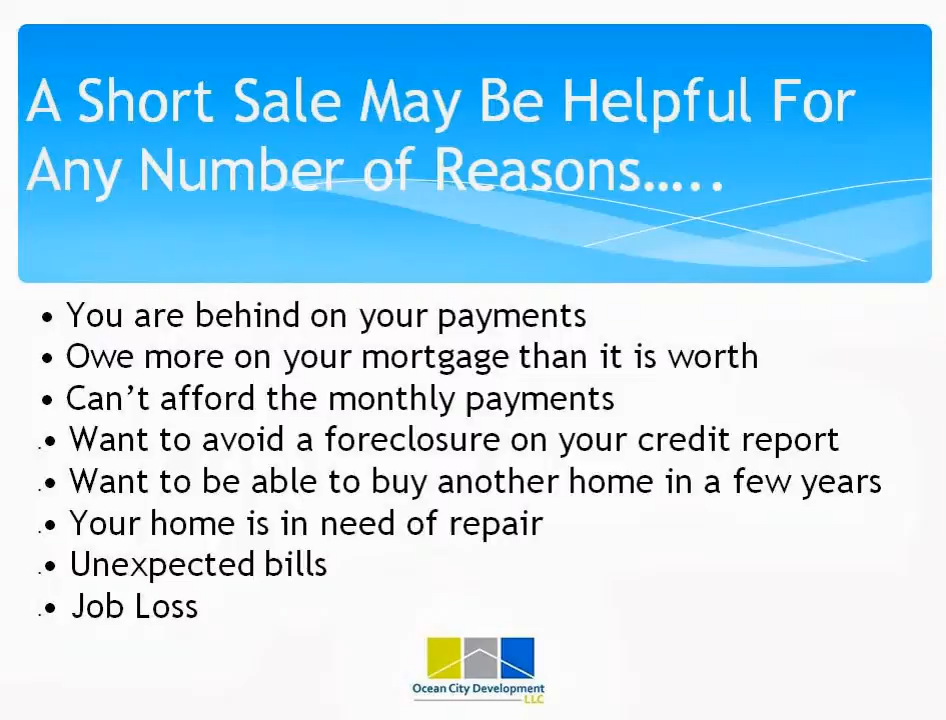 A Short Sale May Be Helpful For
Any Number of Reasons…..
• You are behind on your payments
• Owe more on your mortgage than it is worth
• Can’t afford the monthly payments
.• Want to avoid a foreclosure on your credit report
.• Want to be able to buy another home in a few years
.• Your home is in need of repair
.• Unexpected bills
.• Job Loss
Ocean City Development
LLC